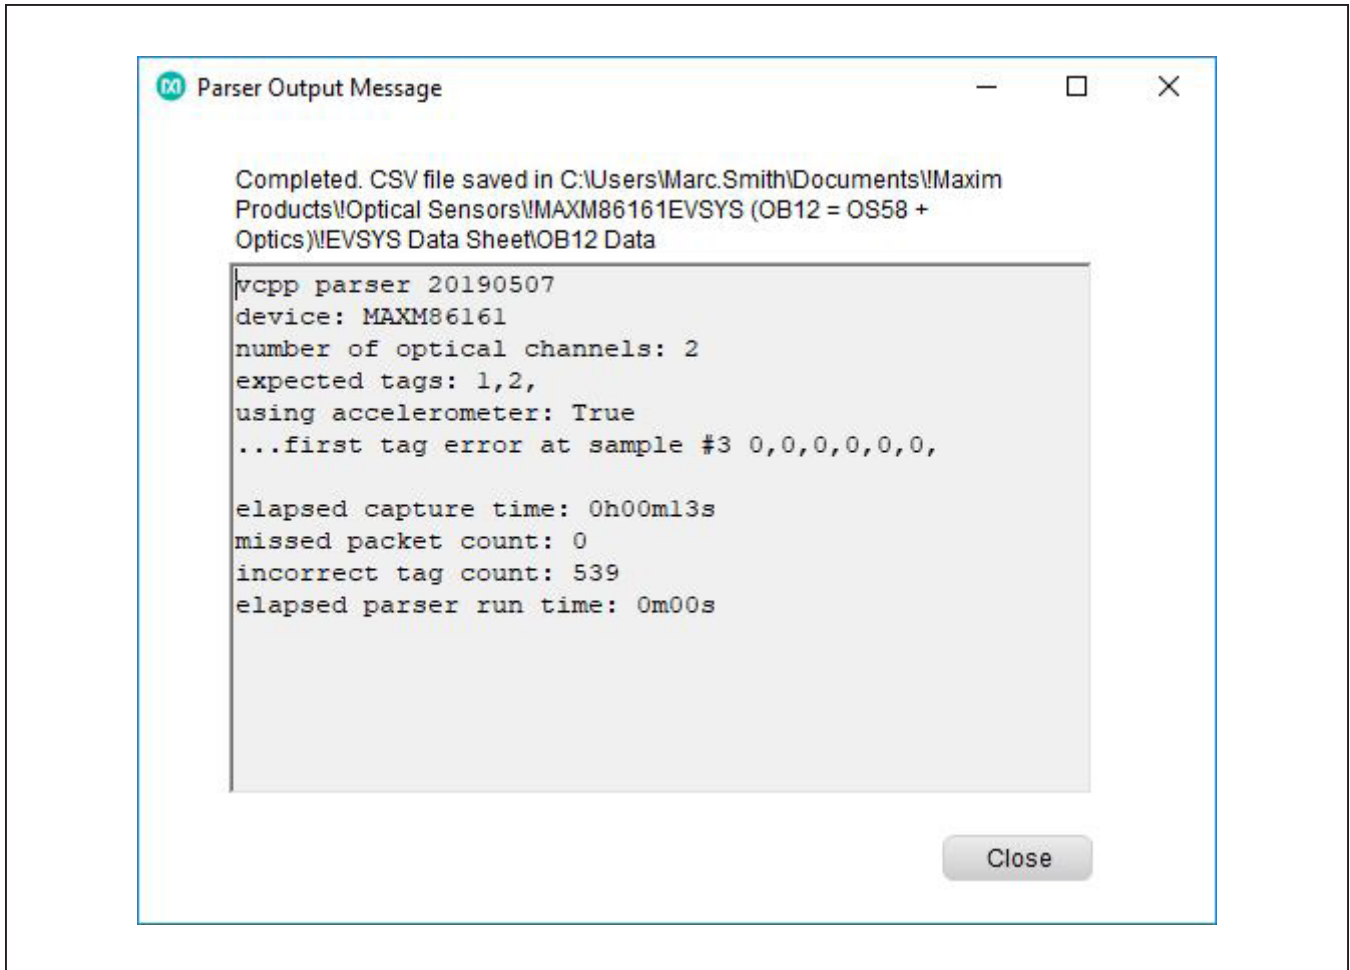 Parser Output Message
Completed. CSV file saved in C:\Users\Marc.Smith\Documents\!Maxim
Products\!Optical Sensors\!MAXM86161EVSYS (OB12 = OS58 +
Optics)\!EVSYS Data Sheet\OB12 Data
vcpp parser 20190507
device: MAXM86161
number of optical channels: 2
expected tags: 1,2,
using accelerometer: True
...first tag error at sample #3 0,0,0,0,0,0,
elapsed capture time: 0h00m13s
missed packet count: 0
incorrect tag count: 539
elapsed parser run time: 0m00s
Close